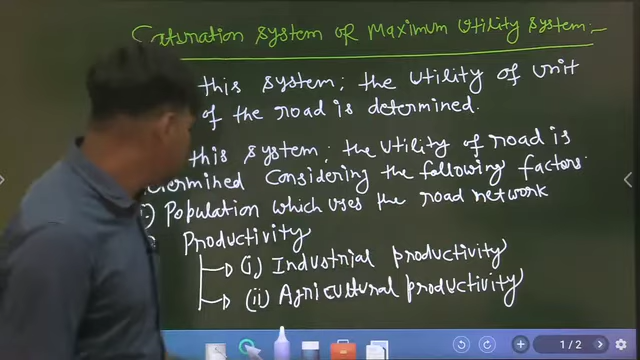 Saturation System or Maximum Utility System:-
this system; the utility of unit
of the road is determined.
this system; the utility of road is
determined considering the following factors:
(i) Population which uses the road network
Productivity
(i) Industrial productivity
(ii) Agricultural productivity
1/2